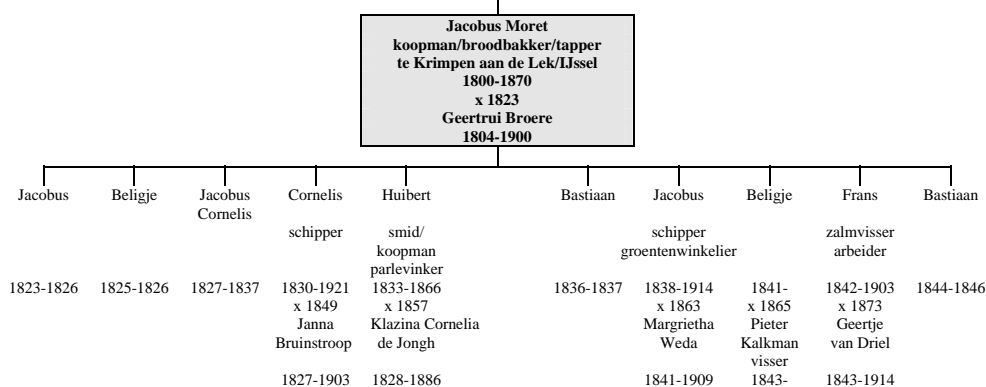 Jacobus Moret
koopman/broodbakker/tapper
te Krimpen aan de Lek/IJssel
1800-1870
x 1823
Geertrui Broere
1804-1900
Jacobus
1823-1826
Beligje
1825-1826
Jacobus
Cornelis
1827-1837
Cornelis
schipper
1830-1921
x 1849
Janna
Bruinstroop
1827-1903
Huibert
smid/
koopman
parlevinker
1833-1866
x 1857
Klazina Cornelia
de Jongh
1828-1886
Bastiaan
1836-1837
Jacobus
schipper
groentenwinkelier
1838-1914
x 1863
Margrietha
Weda
1841-1909
Beligje
1841-
x 1865
Pieter
Kalkman
visser
1843-
Frans
zalmvisser
arbeider
1842-1903
x 1873
Geertje
van Driel
1843-1914
Bastiaan
1844-1846